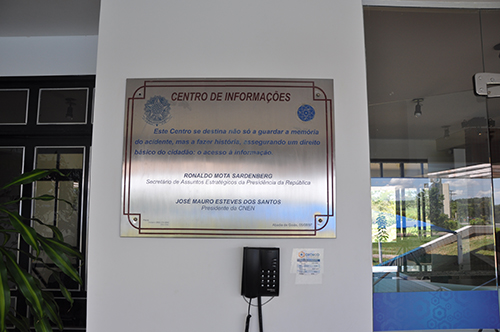 CENTRO DE INFORMAÇÕES
Este Centro se destina não só a guardar a memória
do acidente, mas a fazer história, assegurando um direito
básico do cidadão: o acesso à informação.
RONALDO MOTA SARDENBERG
Secretário de Assuntos Estratégicos da Presidência da República
JOSÉ MAURO ESTEVES DOS SANTOS
Presidente da CNEN